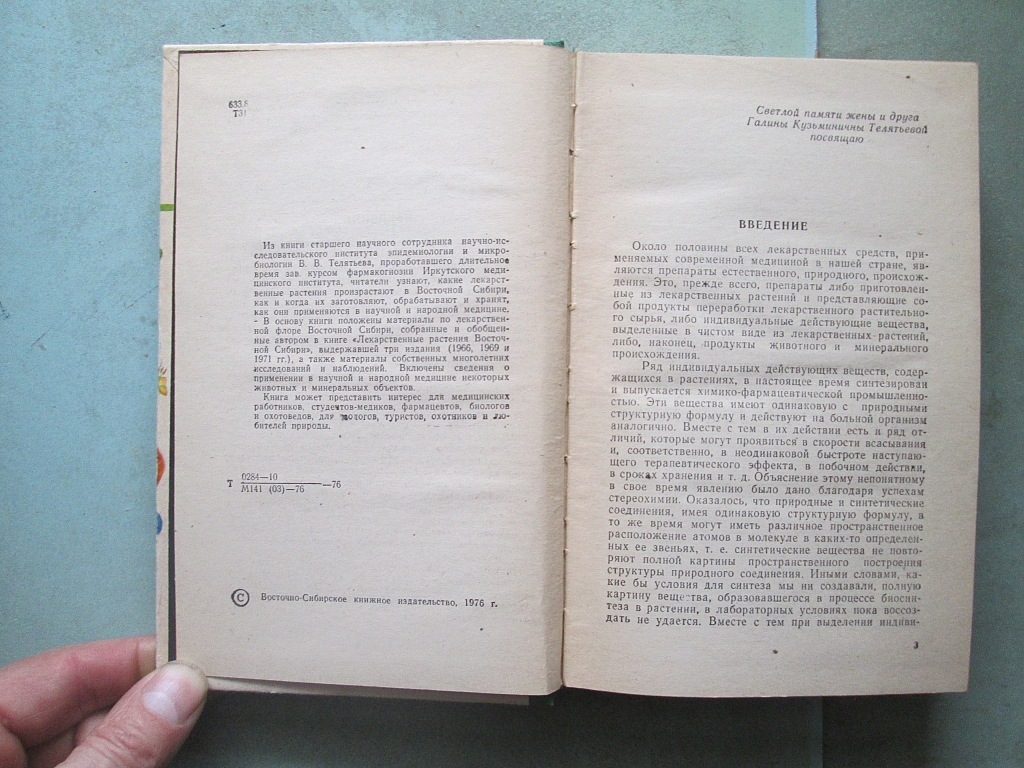 633.8
Т31
Из книги старшего научного сотрудника научно-ис-
следовательского института эпидемиологии и микро-
биологии В. В. Телятьева, проработавшего длительное
время зав. курсом фармакогнозии Иркутского меди-
цинского института, читатели узнают, какие лекарст-
венные растения произрастают в Восточной Сибири,
как и когда их заготовляют, обрабатывают и хранят,
как они применяются в научной и народной медицине.
В основу книги положены материалы по лекарствен-
ной флоре Восточной Сибири, собранные и обобщен-
ные автором в книге «Лекарственные растения Восточ-
ной Сибири», выдержавшей три издания (1966, 1969 и
1971 гг.), а также материалы собственных многолетних
исследований и наблюдений. Включены сведения о
применении в научной и народной медицине некоторых
животных и минеральных объектов.
Книга может представить интерес для медицинских
работников, студентов-медиков, фармацевтов, биологов
и охотоведов, для туристов, охотников и лю-
бителей природы.
Т 0284—10
М141 (03)—76 —76
© Восточно-Сибирское книжное издательство, 1976 г.
Светлой памяти жены и друга
Галины Кузьминичны Телятьевой
посвящаю
ВВЕДЕНИЕ
Около половины всех лекарственных средств, при-
меняемых современной медициной в нашей стране, яв-
ляются препараты естественного, природного, происхож-
дения. Это, прежде всего, препараты либо приготовлен-
ные из лекарственных растений и представляющие со-
бой продукты переработки лекарственного растительно-
го сырья, либо индивидуальные действующие вещества,
выделенные в чистом виде из лекарственных растений,
либо, наконец, продукты животного и минерального
происхождения.
Ряд индивидуальных действующих веществ, содер-
жащихся в растениях, в настоящее время синтезирован
и выпускается химико-фармацевтической промышленно-
стью. Эти вещества имеют одинаковую с природными
структурную формулу и действуют на больной организм
аналогично. Вместе с тем в их действии есть и ряд от-
личий, которые могут проявиться в скорости всасывания
и, соответственно, в неодинаковой быстроте наступаю-
щего терапевтического эффекта, в побочном действии,
в сроках хранения и т. д. Объяснение этому непонятному
в свое время явлению было дано благодаря успехам
стереохимии. Оказалось, что природные и синтетические
соединения, имея одинаковую структурную формулу, в
то же время могут иметь различное пространственное
расположение атомов в молекуле в каких-то определен-
ных ее звеньях, т. е. синтетические вещества не повто-
ряют полной картины пространственного построения
структуры природного соединения. Иными словами, ка-
кие бы условия для синтеза мы ни создавали, полную
картину вещества, образовавшегося в процессе биосин-
теза в растении, в лабораторных условиях пока воссоз-
дать не удается. Вместе с тем при выделении индиви-
3